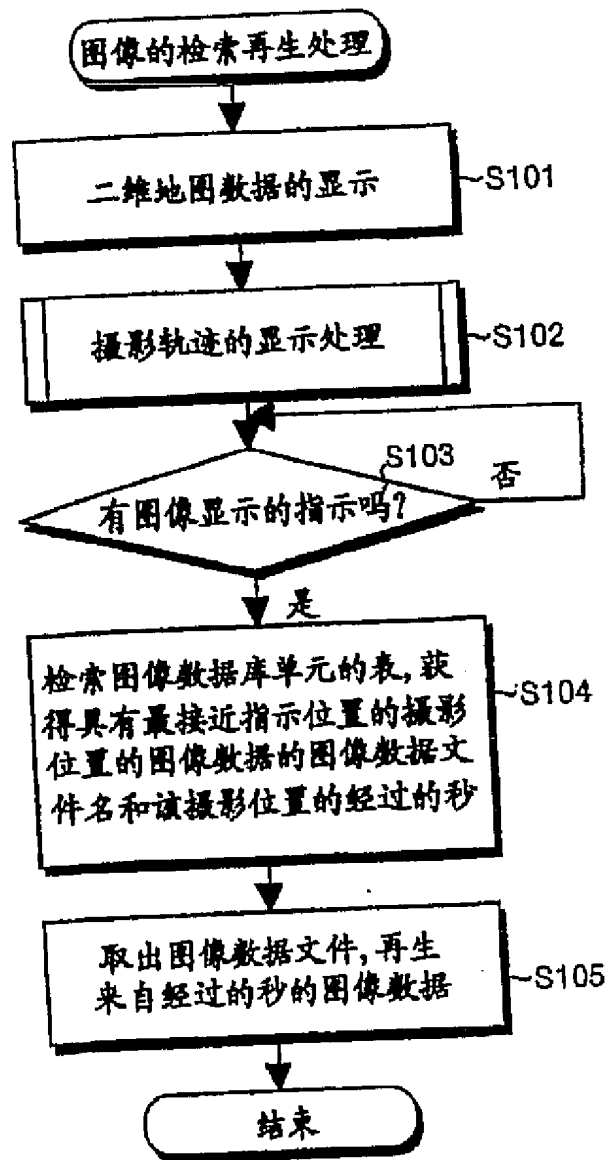 图像的检索再生处理
二维地图数据的显示
S101
摄影轨迹的显示处理
S102
S103
否
有图像显示的指示吗?
是
检索图像数据库单元的表,获
得具有最接近指示位置的摄影
位置的图像数据的图像数据文
件名和该摄影位置的经过的秒
S104
取出图像数据文件,再生
来自经过的秒的图像数据
S105
结束